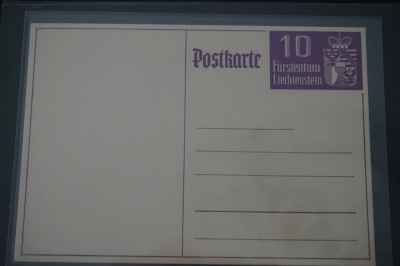 Postkarte
10
Fürstentum
Liechtenstein